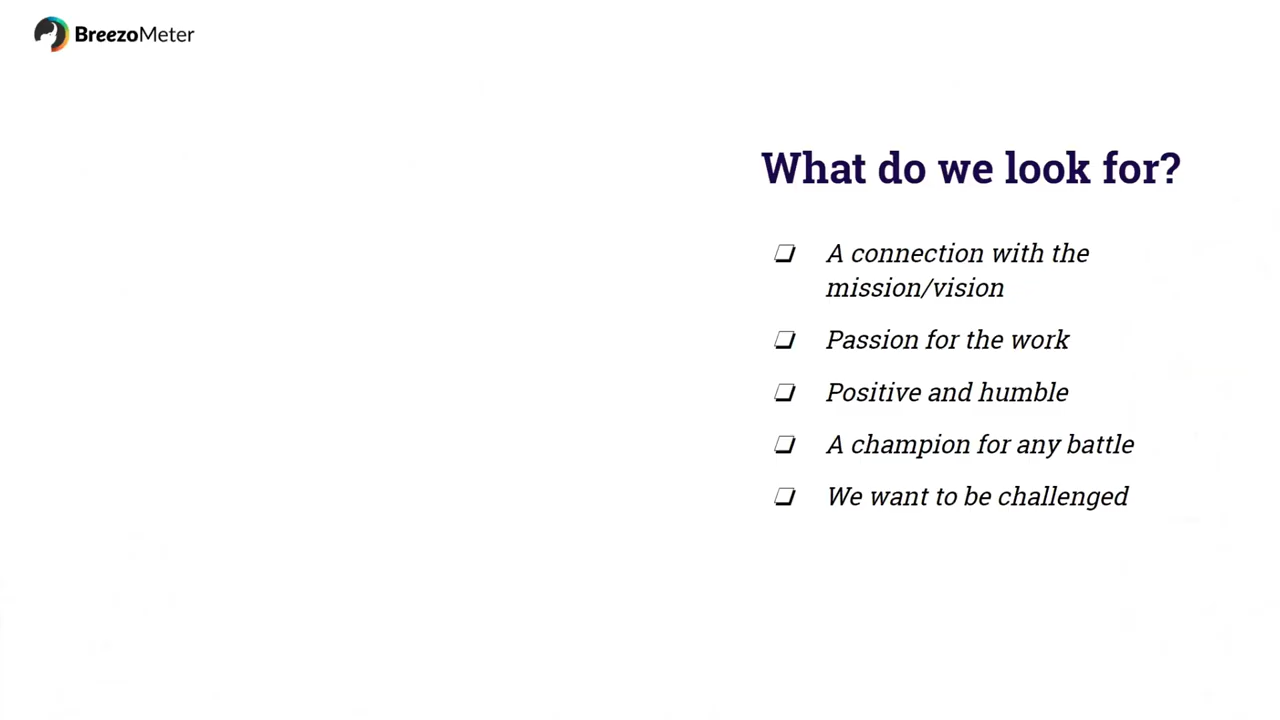 BreezoMeter
What do we look for?
❏ A connection with the
mission/vision
❏ Passion for the work
❏ Positive and humble
❏ A champion for any battle
❏ We want to be challenged